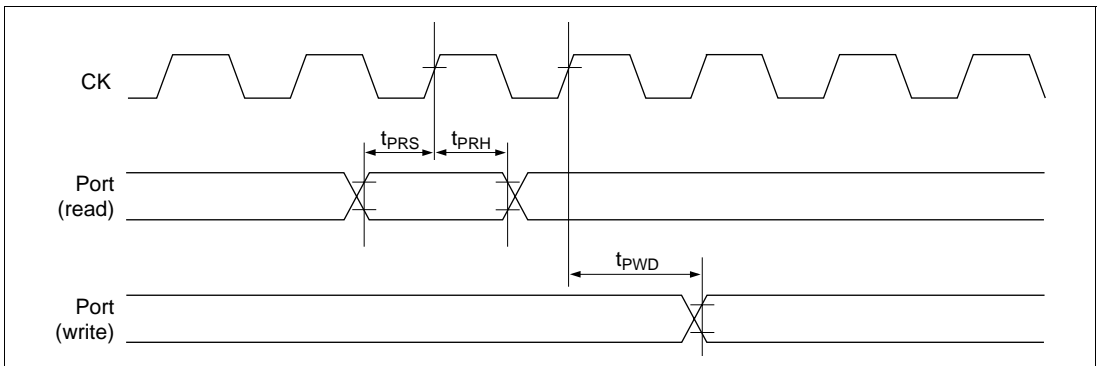 CK
tPRS
tPRH
Port
(read)
tPWD
Port
(write)